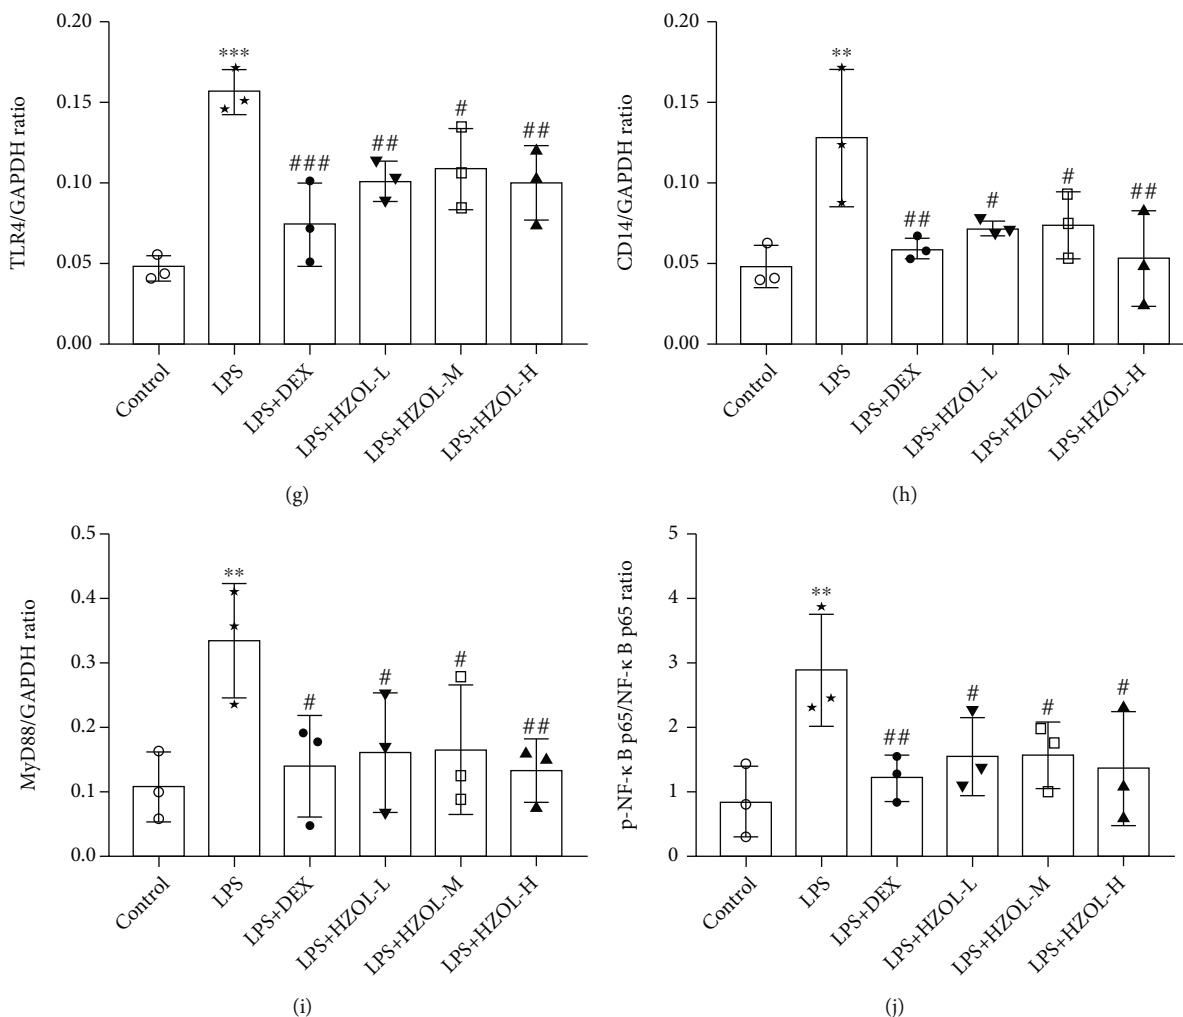 TLR4/GAPDH ratio
0.20
0.15
0.10
0.05
0.00
***
###
##
#
##
Control
LPS
LPS+DEX
LPS+HZOL-L
LPS+HZOL-M
LPS+HZOL-H
(g)
CD14/GAPDH ratio
0.20
0.15
0.10
0.05
0.00
**
##
#
#
##
Control
LPS
LPS+DEX
LPS+HZOL-L
LPS+HZOL-M
LPS+HZOL-H
(h)
MyD88/GAPDH ratio
0.5
0.4
0.3
0.2
0.1
0.0
**
#
#
#
##
Control
LPS
LPS+DEX
LPS+HZOL-L
LPS+HZOL-M
LPS+HZOL-H
(i)
p-NF-κ B p65/NF-κ B p65 ratio
5
4
3
2
1
0
**
##
#
#
#
Control
LPS
LPS+DEX
LPS+HZOL-L
LPS+HZOL-M
LPS+HZOL-H
(j)